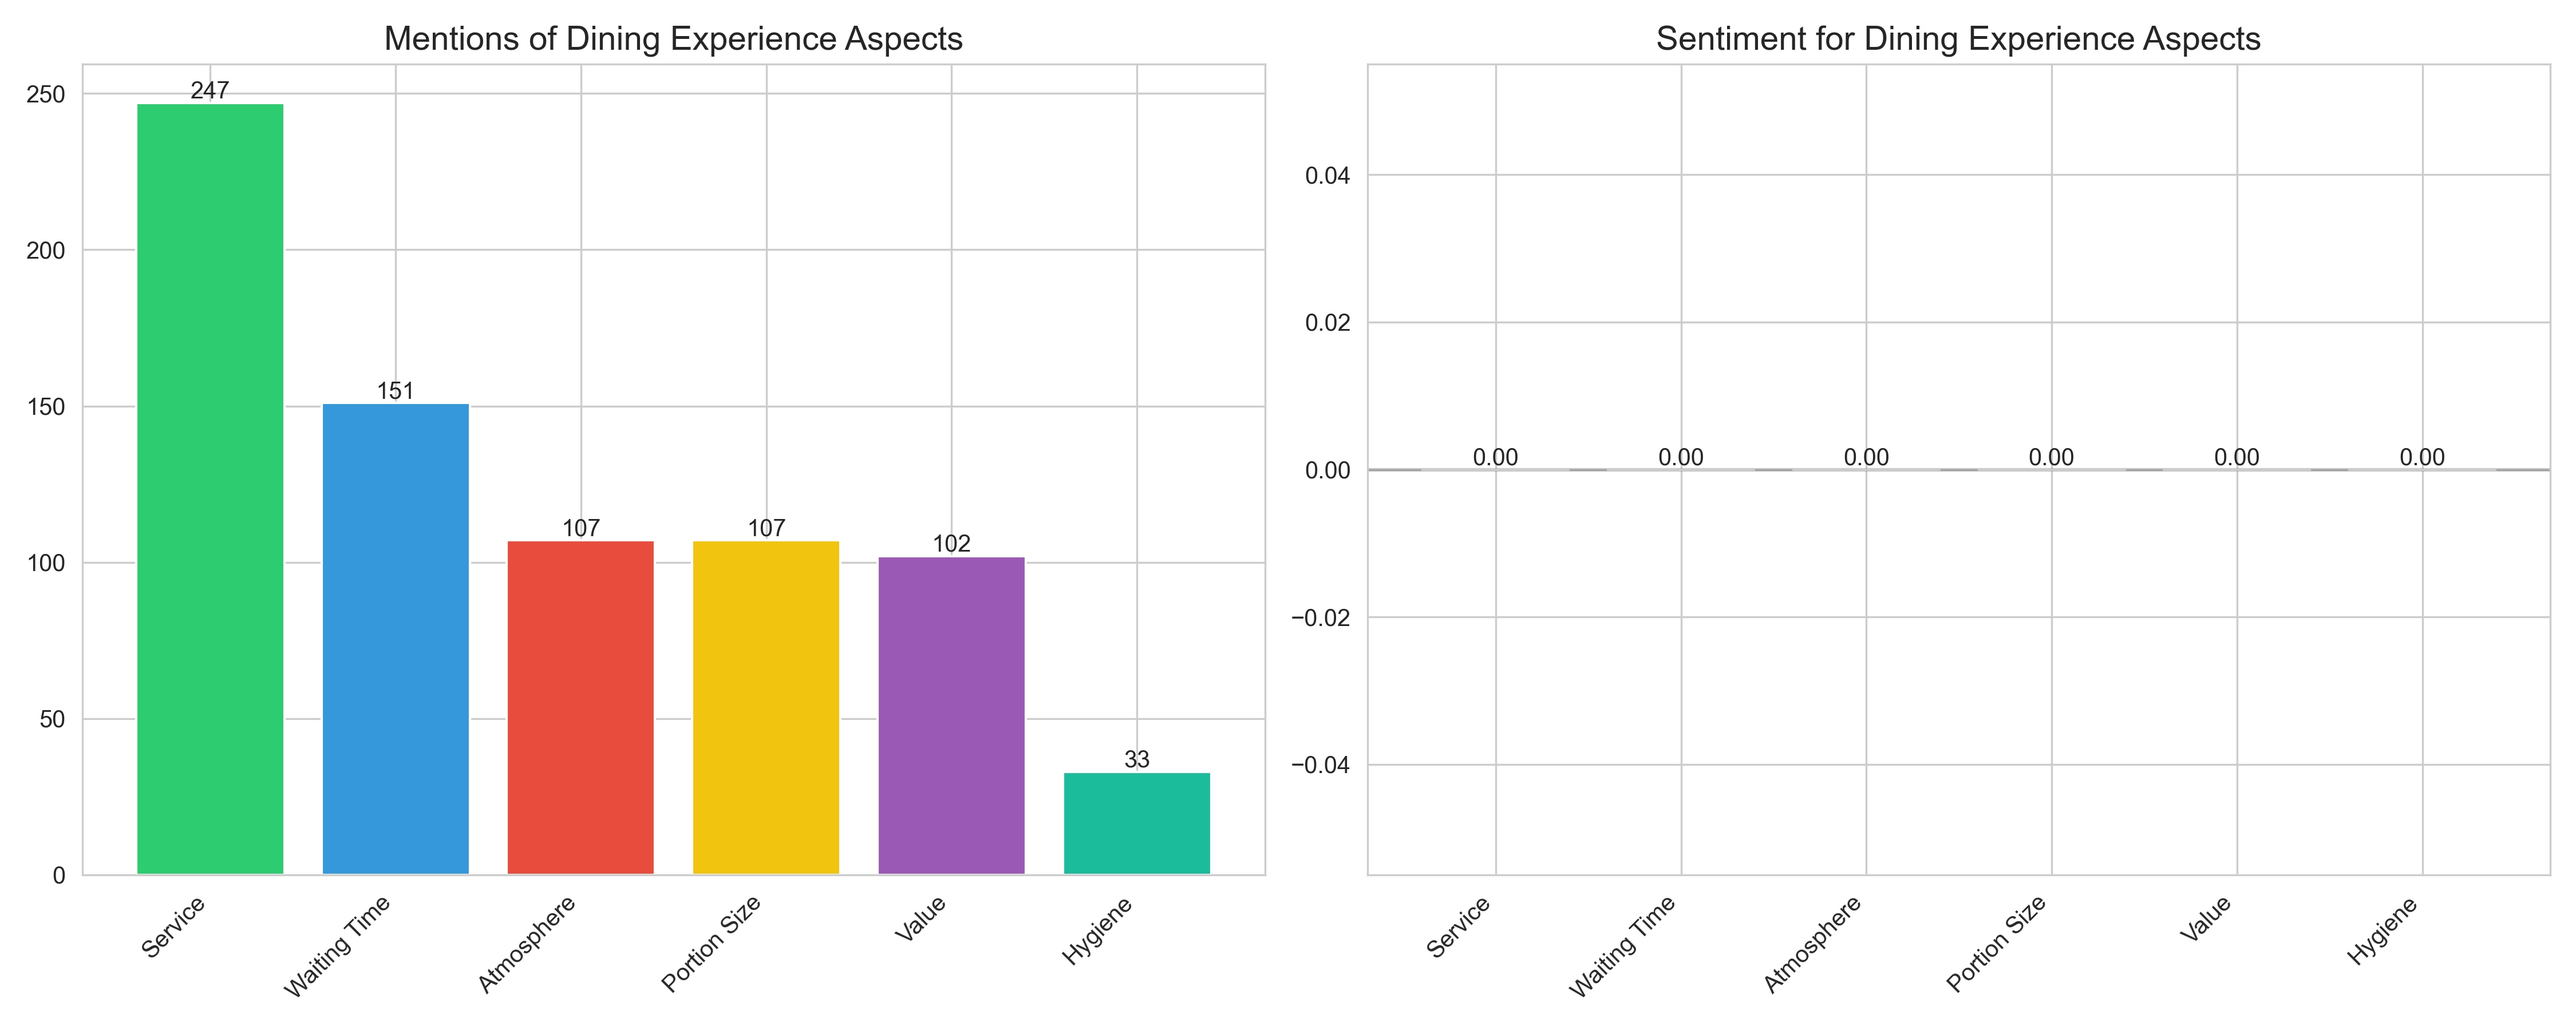 Mentions of Dining Experience Aspects
250
200
150
100
50
0
247
151
107
107
102
33
Service
Waiting Time
Atmosphere
Portion Size
Value
Hygiene
Sentiment for Dining Experience Aspects
0.04
0.02
0.00
−0.02
−0.04
0.00
0.00
0.00
0.00
0.00
0.00
Service
Waiting Time
Atmosphere
Portion Size
Value
Hygiene